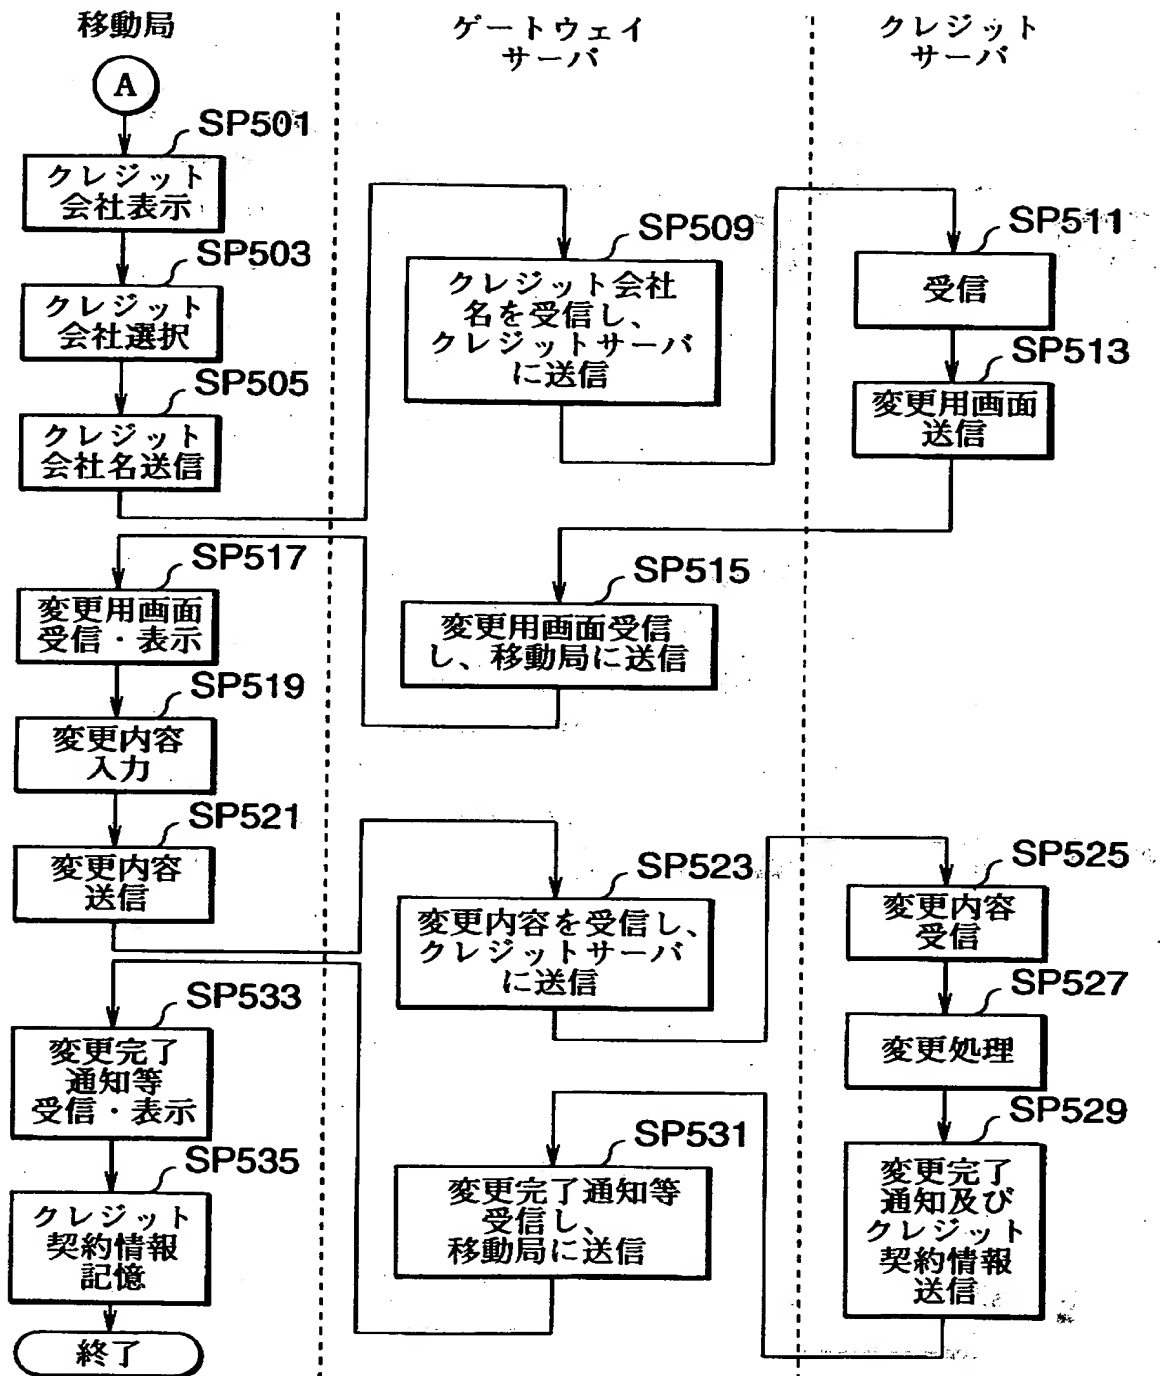 移動局
ゲートウェイ
サーバ
クレジット
サーバ
A
SP501
クレジット
会社表示
SP503
クレジット
会社選択
SP505
クレジット
会社名送信
SP509
クレジット会社
名を受信し、
クレジットサーバ
に送信
SP511
受信
SP513
変更用画面
送信
SP515
変更用画面受信
し、移動局に送信
SP517
変更用画面
受信・表示
SP519
変更内容
入力
SP521
変更内容
送信
SP523
変更内容を受信し、
クレジットサーバ
に送信
SP525
変更内容
受信
SP527
変更処理
SP529
変更完了
通知及び
クレジット
契約情報
送信
SP531
変更完了通知等
受信し、
移動局に送信
SP533
変更完了
通知等
受信・表示
SP535
クレジット
契約情報
記憶
終了